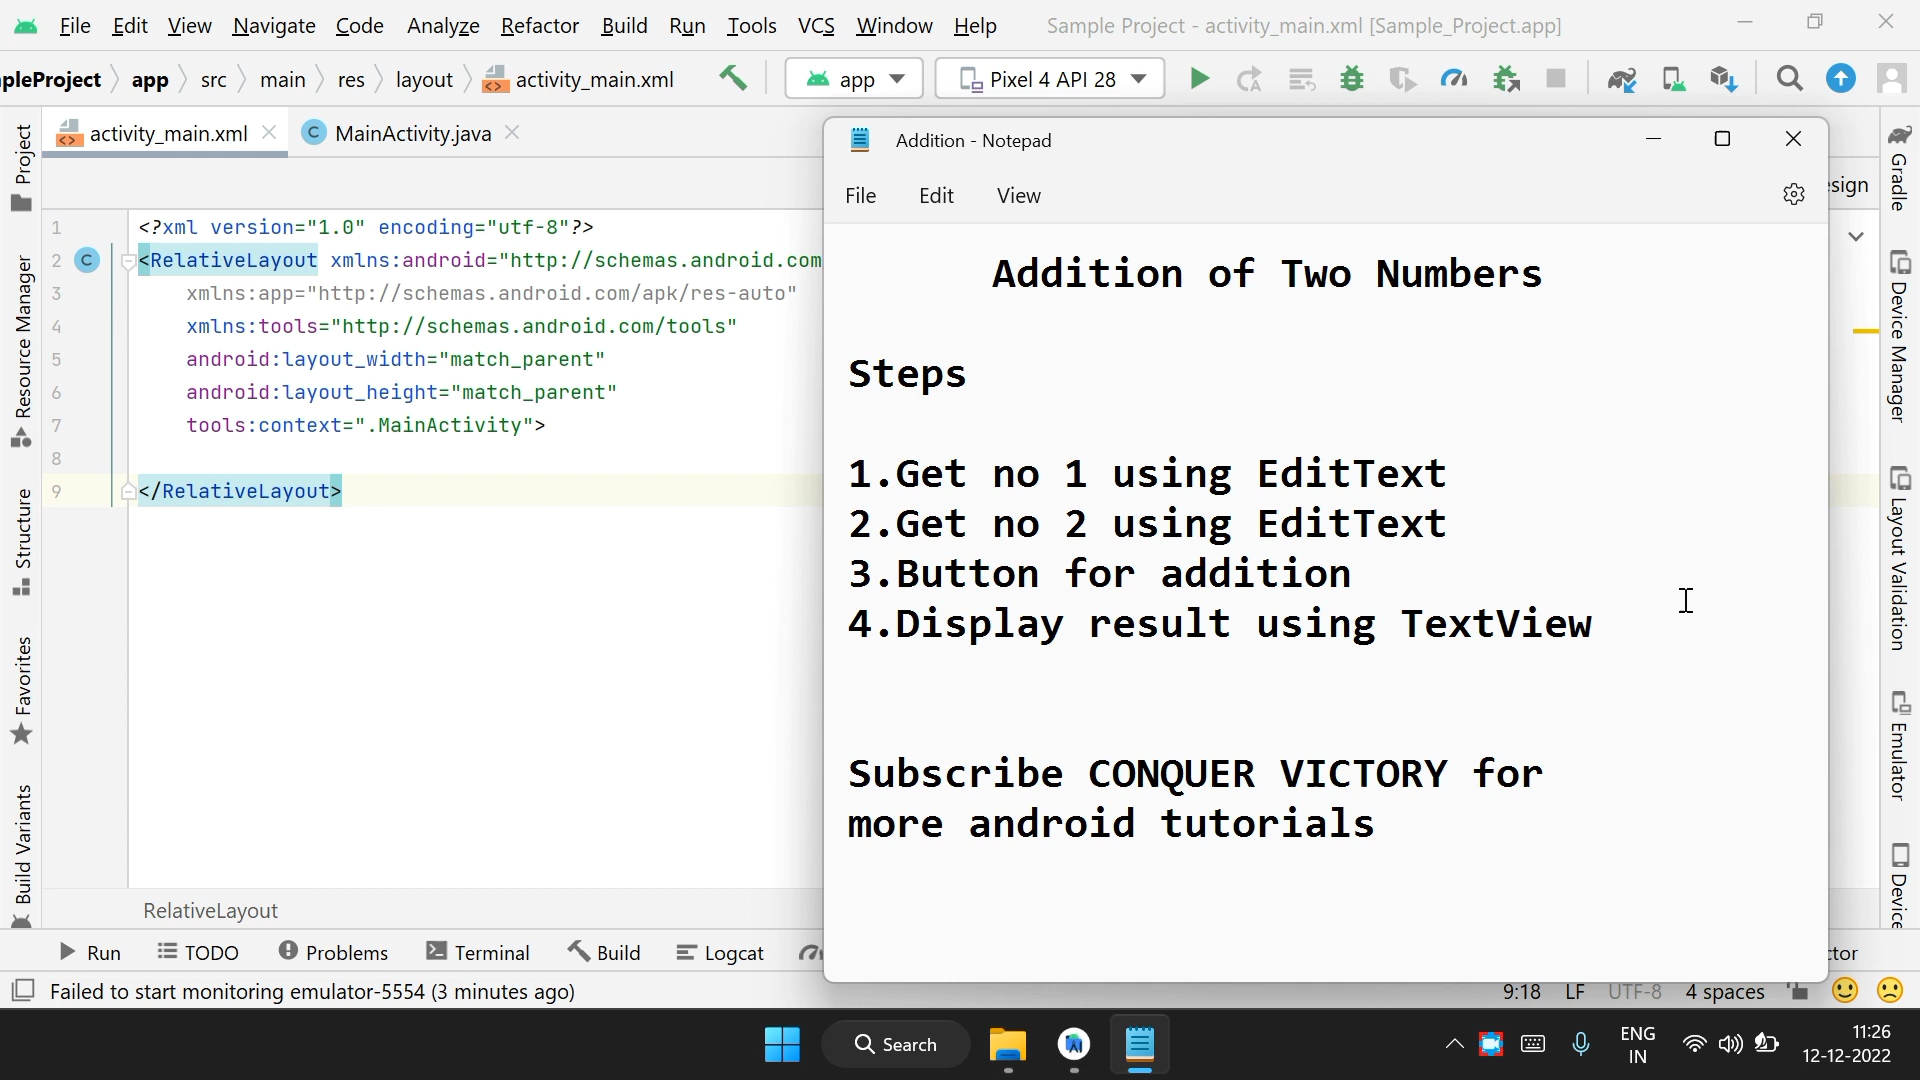 File Edit View Navigate Code Analyze Refactor Build Run Tools VCS Window Help Sample Project - activity_main.xml [Sample_Project.app]
pleProject app src main res layout activity_main.xml app Pixel 4 API 28
activity_main.xml MainActivity.java
Addition - Notepad
File Edit View
sign
1 <?xml version="1.0" encoding="utf-8"?>
2 <RelativeLayout xmlns:android="http://schemas.android.com
3 xmlns:app="http://schemas.android.com/apk/res-auto"
4 xmlns:tools="http://schemas.android.com/tools"
5 android:layout_width="match_parent"
6 android:layout_height="match_parent"
7 tools:context=".MainActivity">
8
9 </RelativeLayout>
RelativeLayout
Addition of Two Numbers
Steps
1.Get no 1 using EditText
2.Get no 2 using EditText
3.Button for addition
4.Display result using TextView
Subscribe CONQUER VICTORY for
more android tutorials
Project
Resource Manager
Structure
Favorites
Build Variants
Gradle
Device Manager
Layout Validation
Emulator
Device
Run TODO Problems Terminal Build Logcat
ctor
Failed to start monitoring emulator-5554 (3 minutes ago) 9:18 LF UTF-8 4 spaces
Search
ENG
IN
11:26
12-12-2022